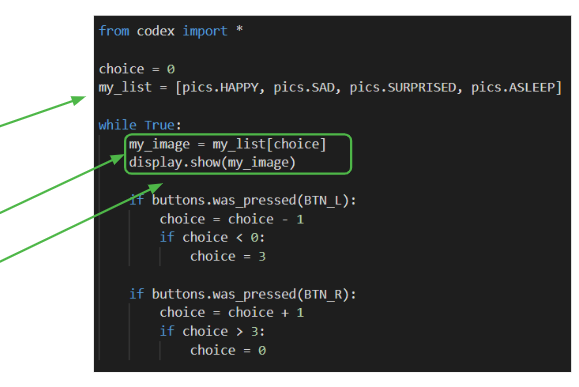 from codex import *
choice = 0
my_list = [pics.HAPPY, pics.SAD, pics.SURPRISED, pics.ASLEEP]
while True:
    my_image = my_list[choice]
    display.show(my_image)
    if buttons.was_pressed(BTN_L):
        choice = choice - 1
        if choice < 0:
            choice = 3
    if buttons.was_pressed(BTN_R):
        choice = choice + 1
        if choice > 3:
            choice = 0